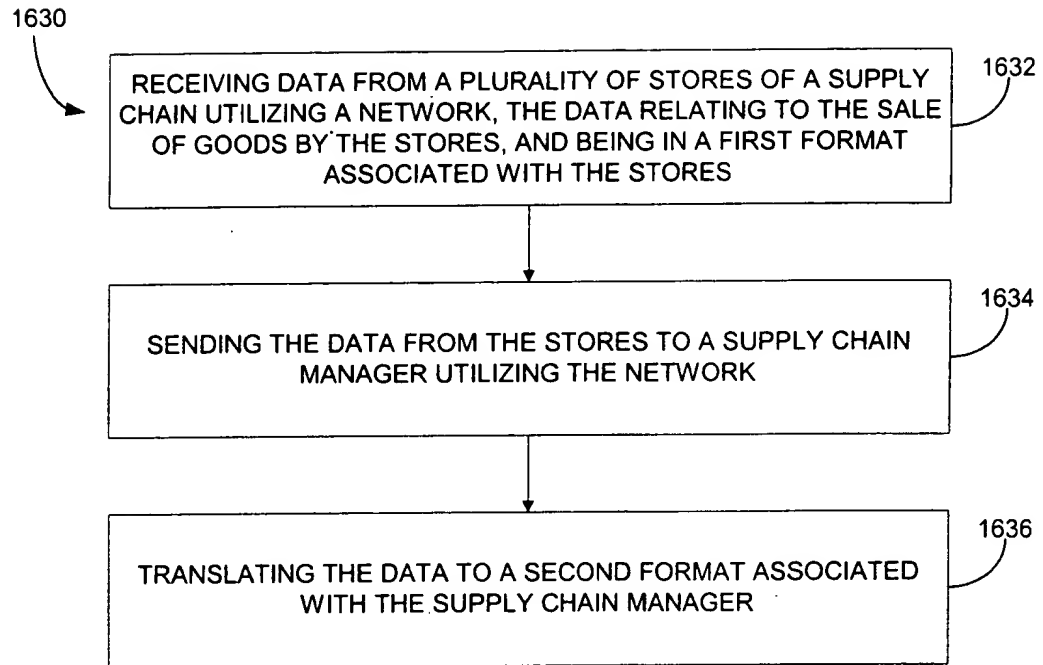 1630
1632
RECEIVING DATA FROM A PLURALITY OF STORES OF A SUPPLY
CHAIN UTILIZING A NETWORK, THE DATA RELATING TO THE SALE
OF GOODS BY THE STORES, AND BEING IN A FIRST FORMAT
ASSOCIATED WITH THE STORES
1634
SENDING THE DATA FROM THE STORES TO A SUPPLY CHAIN
MANAGER UTILIZING THE NETWORK
1636
TRANSLATING THE DATA TO A SECOND FORMAT ASSOCIATED
WITH THE SUPPLY CHAIN MANAGER